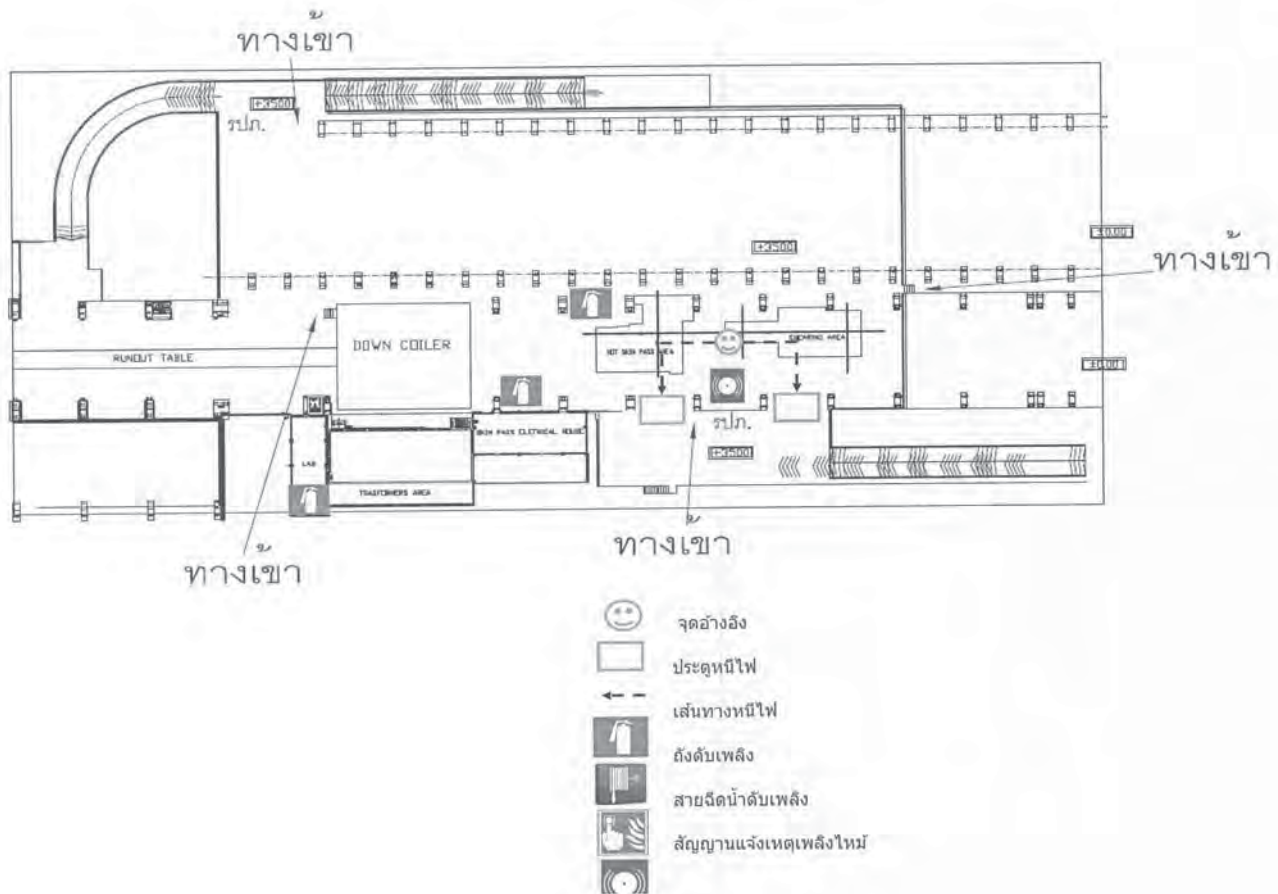 ทางเข้า
+3500
รปภ.
+3500
±0.00
ทางเข้า
DOWN COILER
RUNOUT TABLE
HOT SKIN PASS AREA
±0.00
รปภ.
+3500
SKIN PASS ELETRICAL HOUSE
LAB
TRASFORMERS AREA
ทางเข้า
ทางเข้า
จุดอ้างอิง
ประตูหนีไฟ
เส้นทางหนีไฟ
ถังดับเพลิง
สายฉีดน้ำดับเพลิง
สัญญานแจ้งเหตุเพลิงไหม้